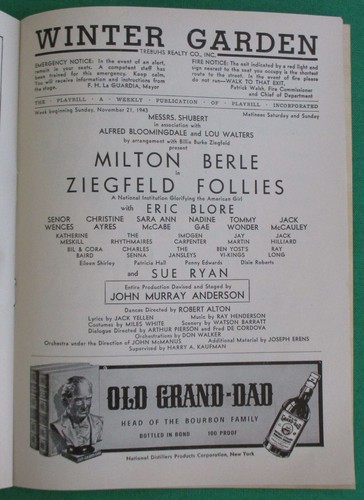 WINTER GARDEN
TREBUHS REALTY CO., INC.
EMERGENCY NOTICE: In the event of an alert, remain in your seats. A competent staff has been trained for this emergency. Keep calm. You will receive information and instructions from the stage.
F. H. La GUARDIA, Mayor
FIRE NOTICE: The exit indicated by a red light and sign nearest to the seat you occupy is the shortest route to the street. In the event of fire please do not run—WALK TO THAT EXIT.
Patrick Walsh, Fire Commissioner
and Chief of Department
THE PLAYBILL • A WEEKLY PUBLICATION OF PLAYBILL INCORPORATED
Week beginning Sunday, November 21, 1943
Matinees Saturday and Sunday
MESSRS. SHUBERT
in association with
ALFRED BLOOMINGDALE and LOU WALTERS
by arrangement with Billie Burke Ziegfeld
present
MILTON BERLE
in
ZIEGFELD FOLLIES
A National Institution Glorifying the American Girl
with ERIC BLORE
SENOR WENCES
CHRISTINE AYRES
SARA ANN McCABE
NADINE GAE
TOMMY WONDER
JACK McCAULEY
KATHERINE MESKILL
THE RHYTHMAIRES
IMOGEN CARPENTER
JAY MARTIN
JACK HILLIARD
BIL & CORA BAIRD
CHARLES SENNA
THE JANSLEYS
BEN YOST'S VI-KINGS
RAY LONG
Eileen Shirley Patricia Hall Penny Edwards Dixie Roberts
and SUE RYAN
Entire Production Devised and Staged by
JOHN MURRAY ANDERSON
Dances Directed by ROBERT ALTON
Lyrics by JACK YELLEN Music by RAY HENDERSON
Costumes by MILES WHITE Scenery by WATSON BARRATT
Dialogue Directed by ARTHUR PIERSON and Fred DE CORDOVA
Orchestrations by DON WALKER
Orchestra under the Direction of JOHN McMANUS Additional Material by JOSEPH ERENS
Supervised by HARRY A. KAUFMAN
OLD GRAND-DAD
HEAD OF THE BOURBON FAMILY
BOTTLED IN BOND 100 PROOF
National Distillers Products Corporation, New York